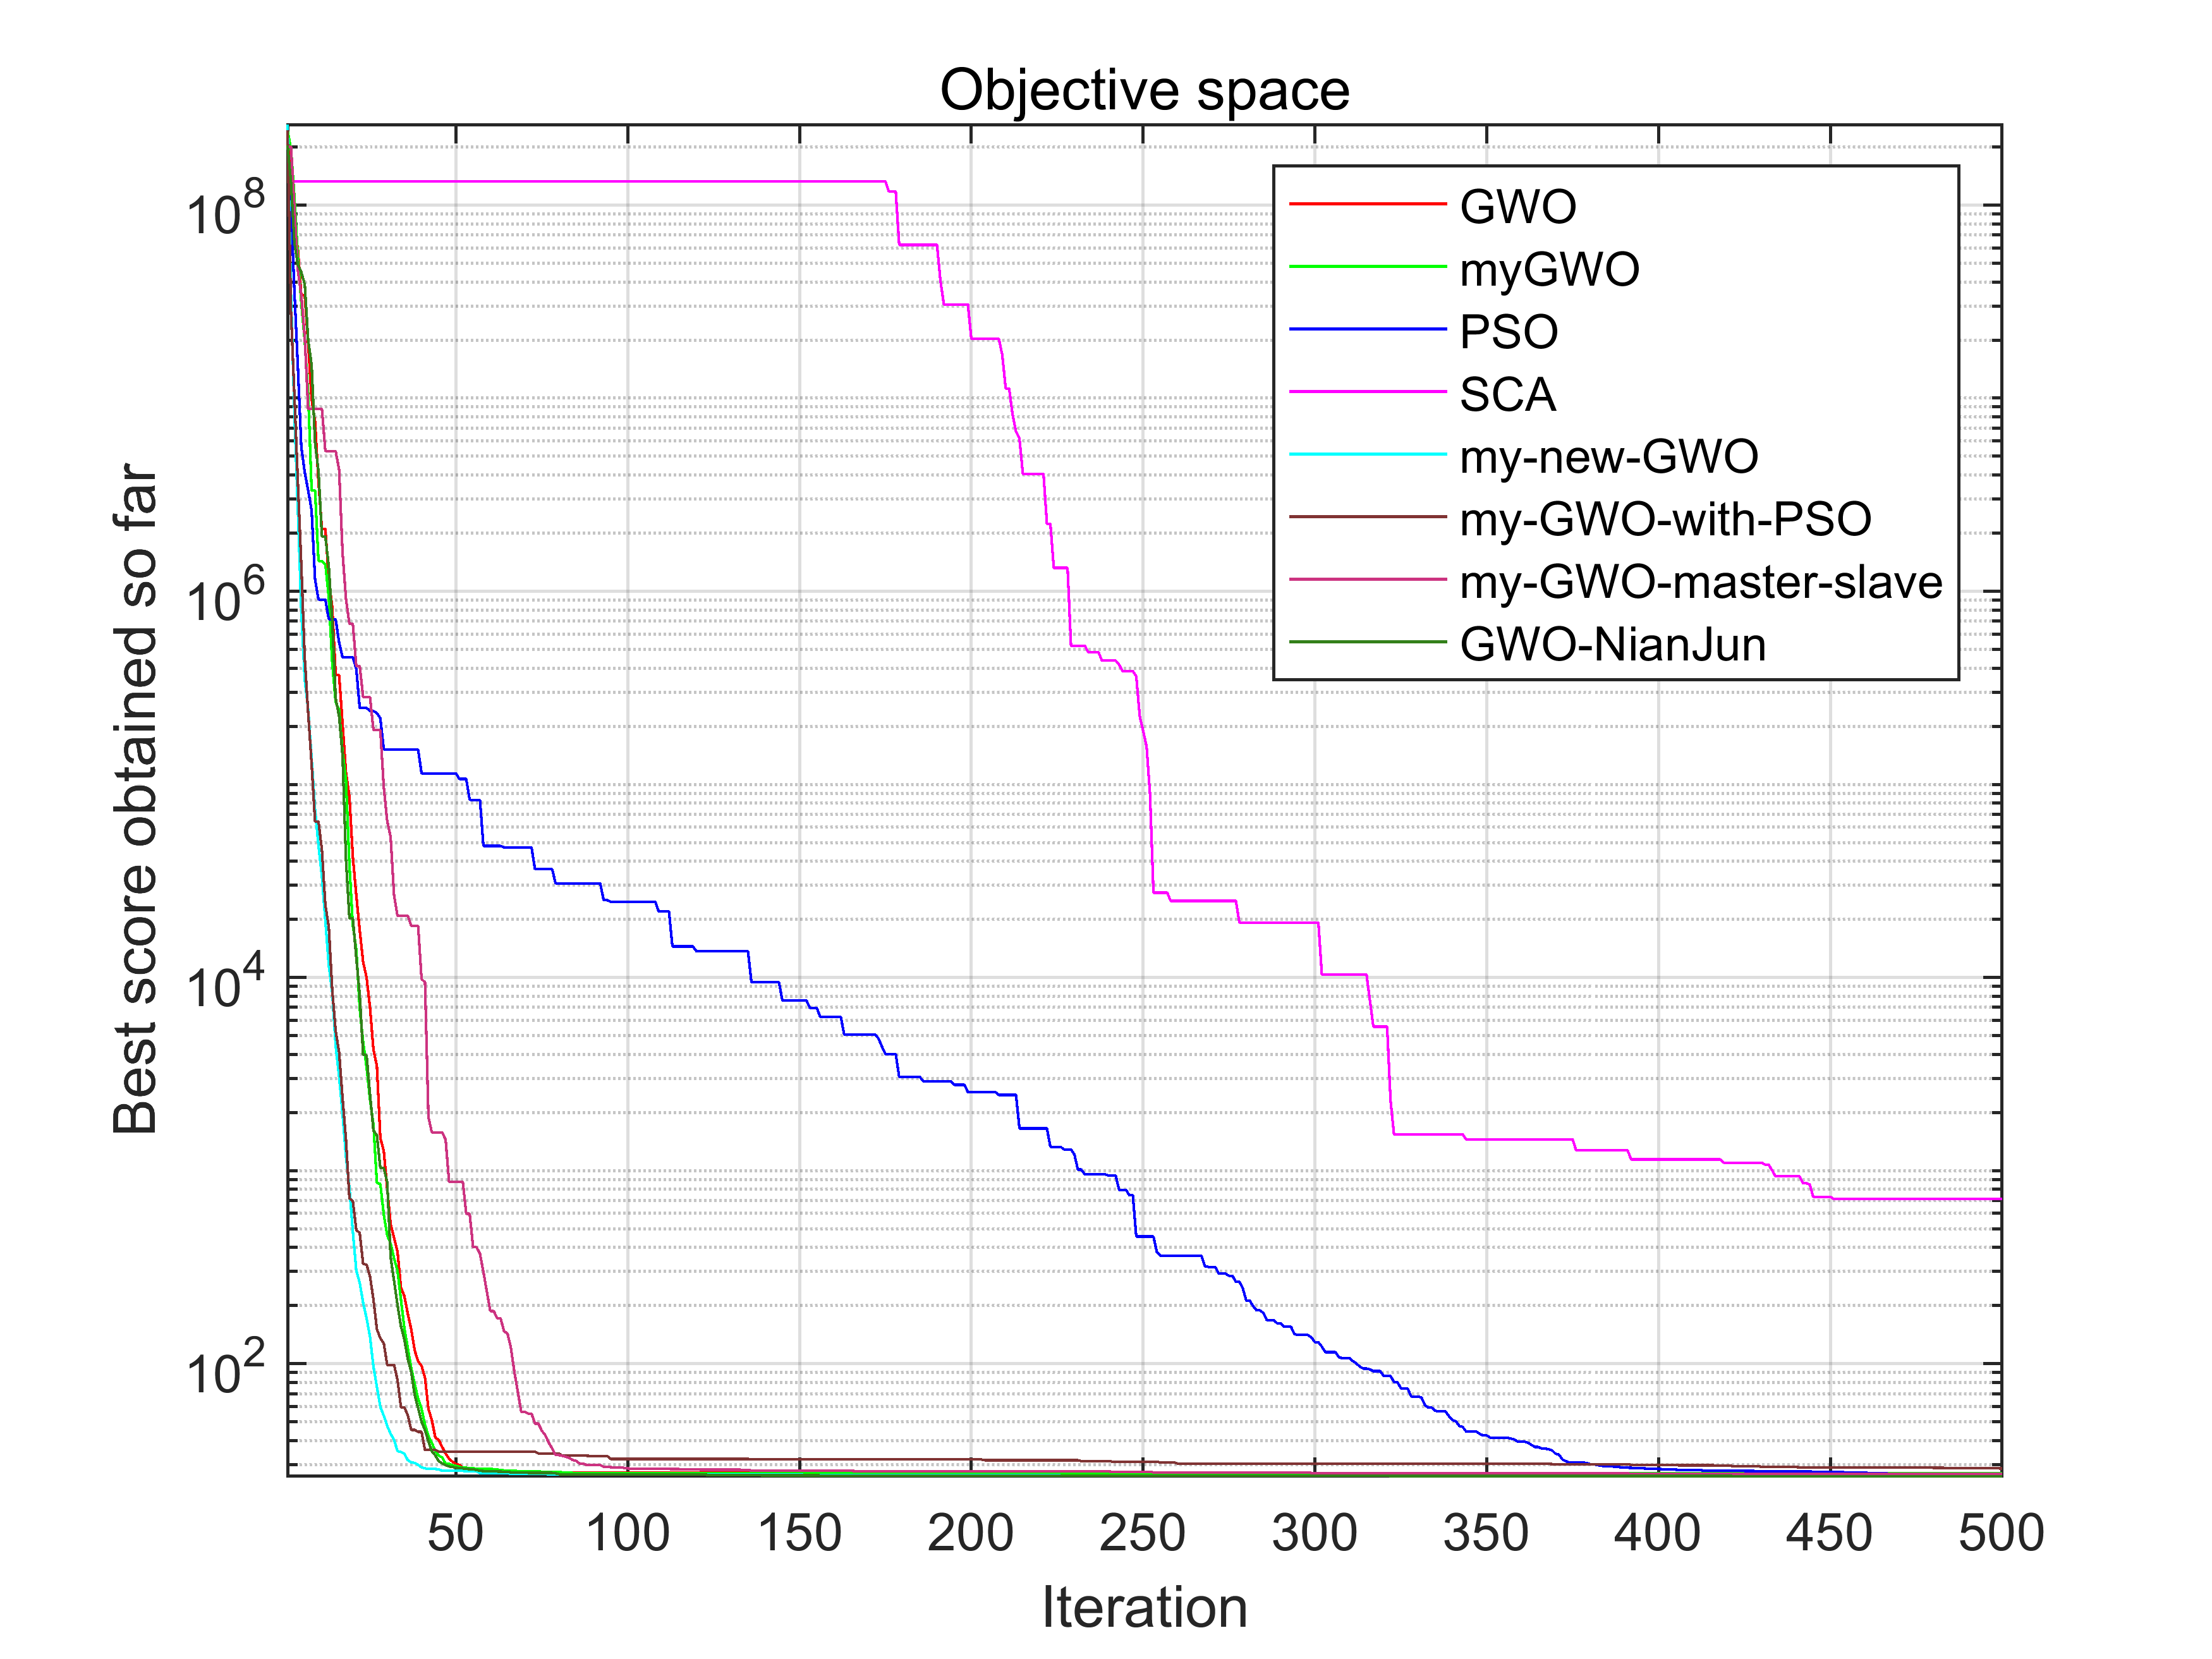 Objective space
Best score obtained so far
10^8
10^6
10^4
10^2
GWO
myGWO
PSO
SCA
my-new-GWO
my-GWO-with-PSO
my-GWO-master-slave
GWO-NianJun
50 100 150 200 250 300 350 400 450 500
Iteration